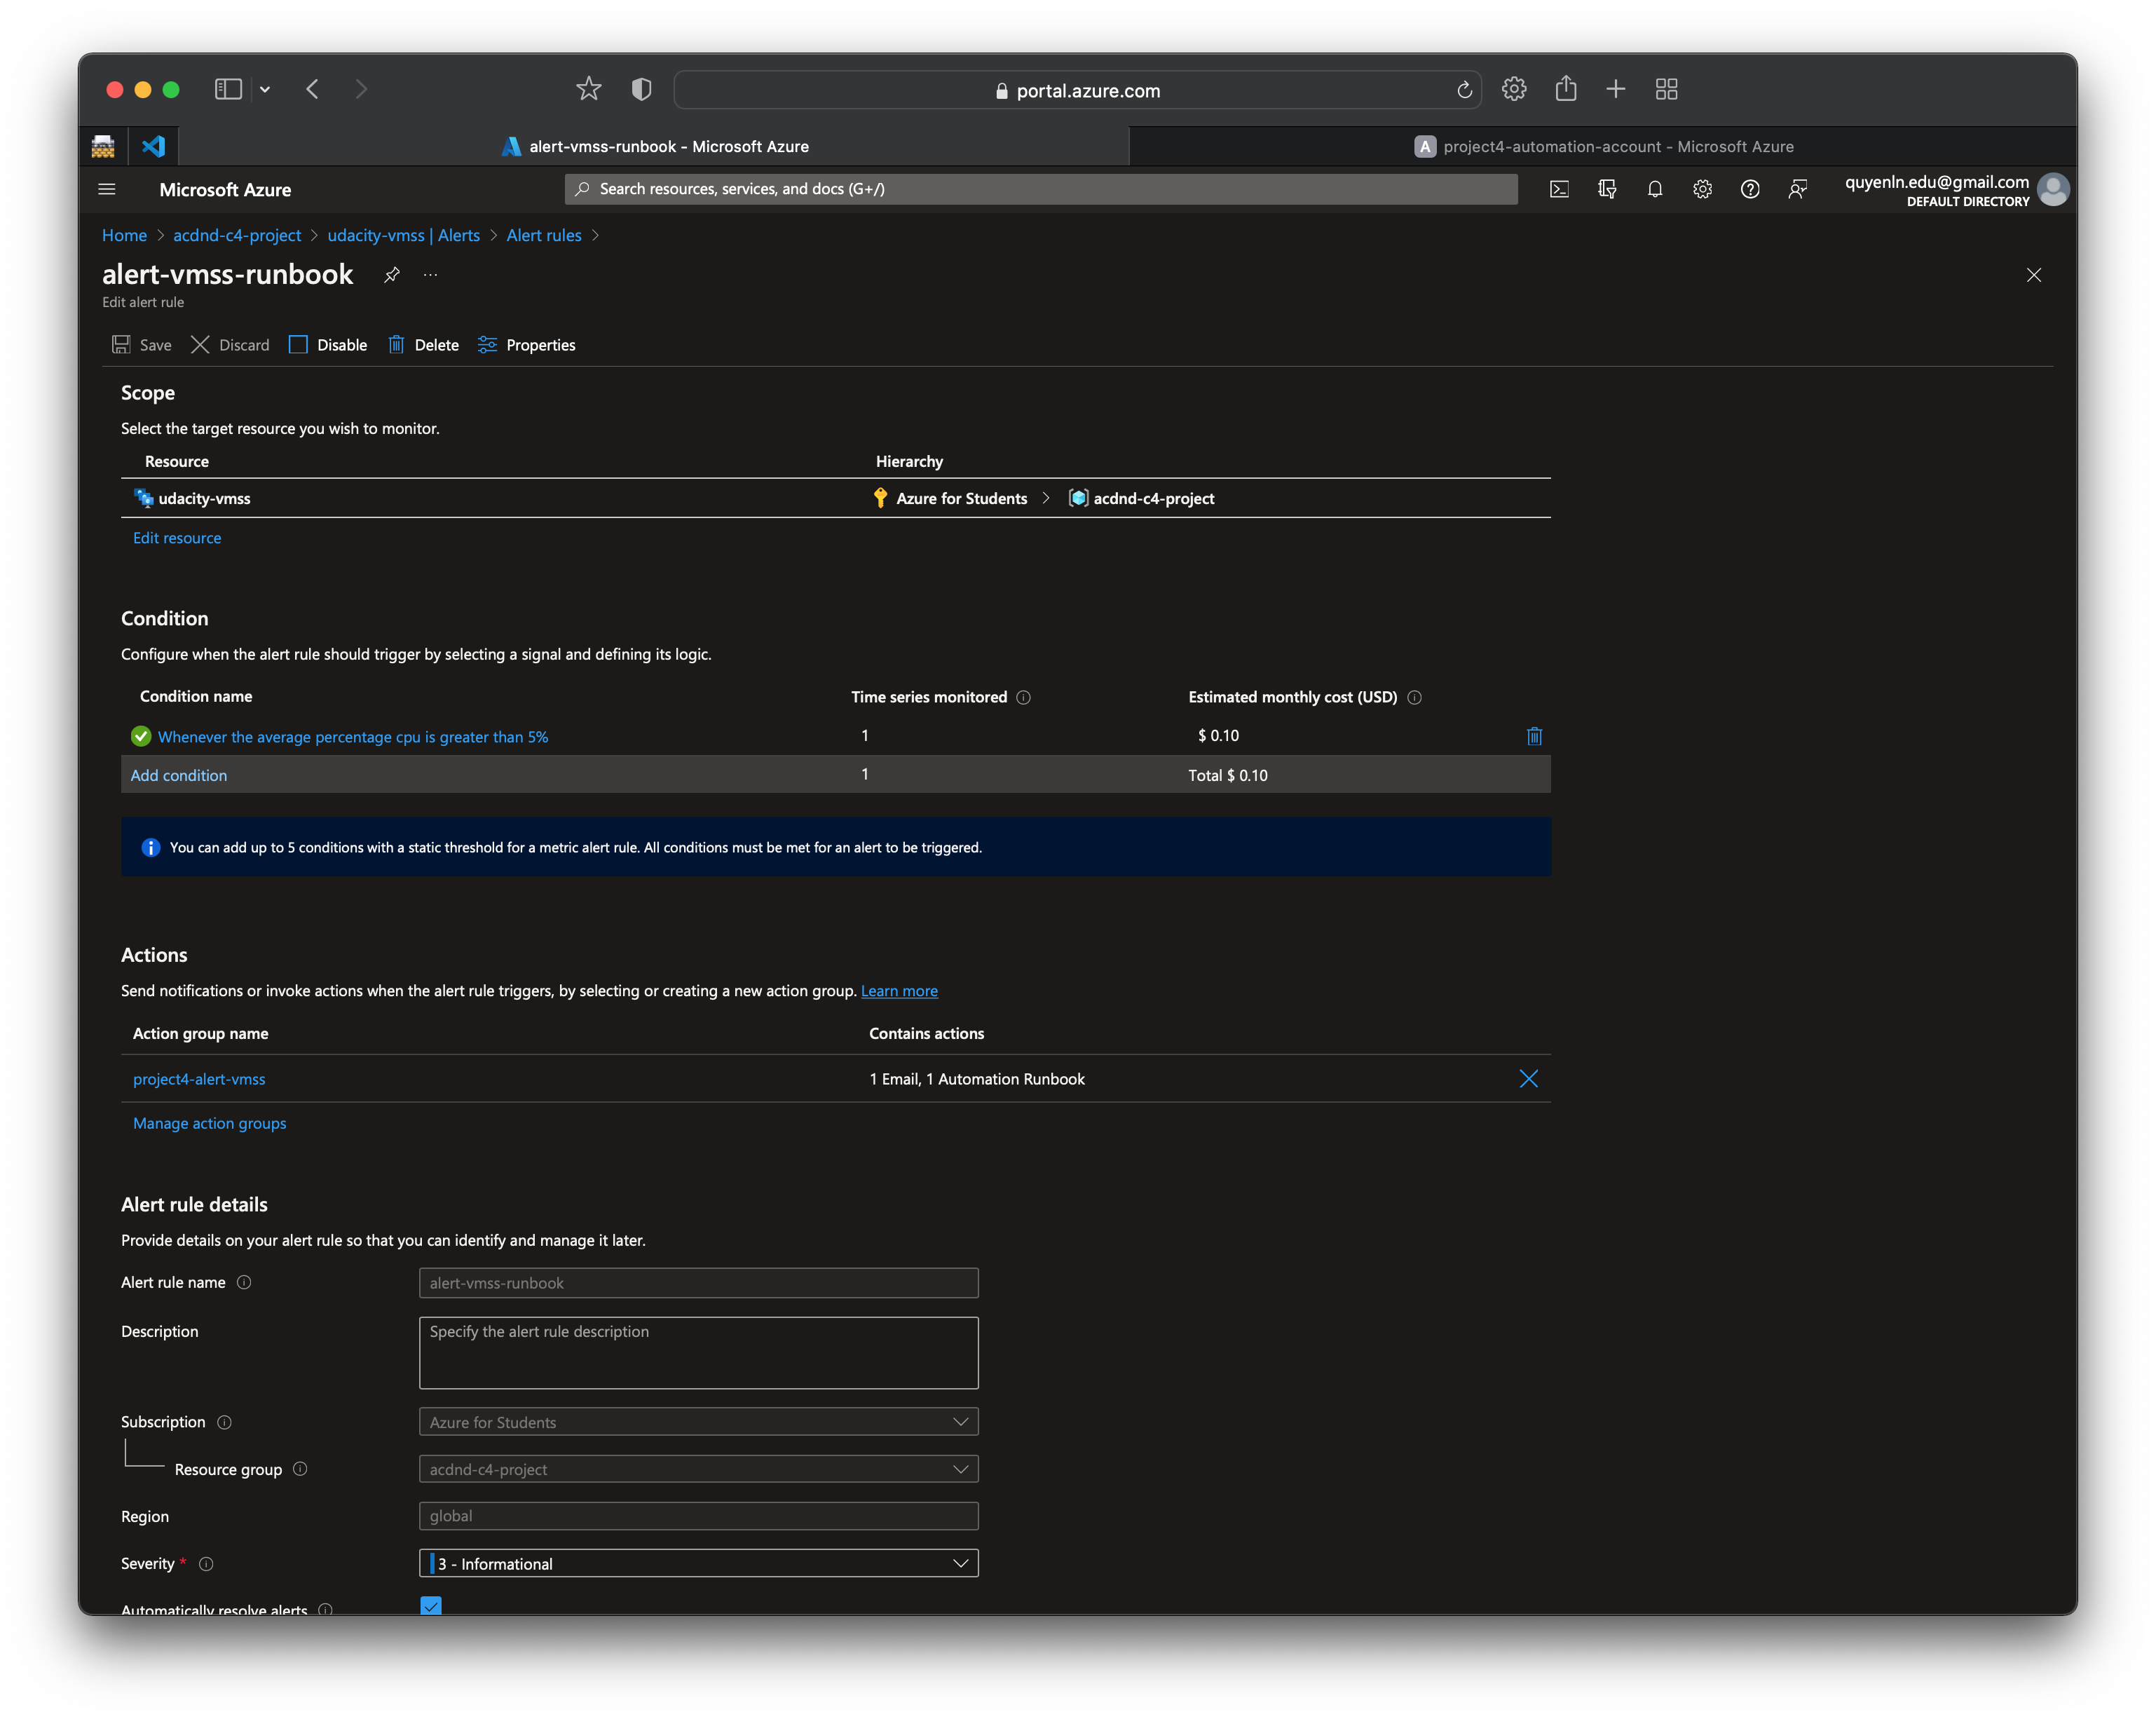 portal.azure.com
alert-vmss-runbook - Microsoft Azure
A project4-automation-account - Microsoft Azure
Microsoft Azure
Search resources, services, and docs (G+/)
quyenln.edu@gmail.com
DEFAULT DIRECTORY
Home > acdnd-c4-project > udacity-vmss | Alerts > Alert rules >
alert-vmss-runbook
Edit alert rule
Save Discard Disable Delete Properties
Scope
Select the target resource you wish to monitor.
Resource Hierarchy
udacity-vmss Azure for Students > acdnd-c4-project
Edit resource
Condition
Configure when the alert rule should trigger by selecting a signal and defining its logic.
Condition name Time series monitored Estimated monthly cost (USD)
Whenever the average percentage cpu is greater than 5% 1 $ 0.10
Add condition 1 Total $ 0.10
You can add up to 5 conditions with a static threshold for a metric alert rule. All conditions must be met for an alert to be triggered.
Actions
Send notifications or invoke actions when the alert rule triggers, by selecting or creating a new action group. Learn more
Action group name Contains actions
project4-alert-vmss 1 Email, 1 Automation Runbook
Manage action groups
Alert rule details
Provide details on your alert rule so that you can identify and manage it later.
Alert rule name alert-vmss-runbook
Description Specify the alert rule description
Subscription Azure for Students
Resource group acdnd-c4-project
Region global
Severity * 3 - Informational
Automatically resolve alerts